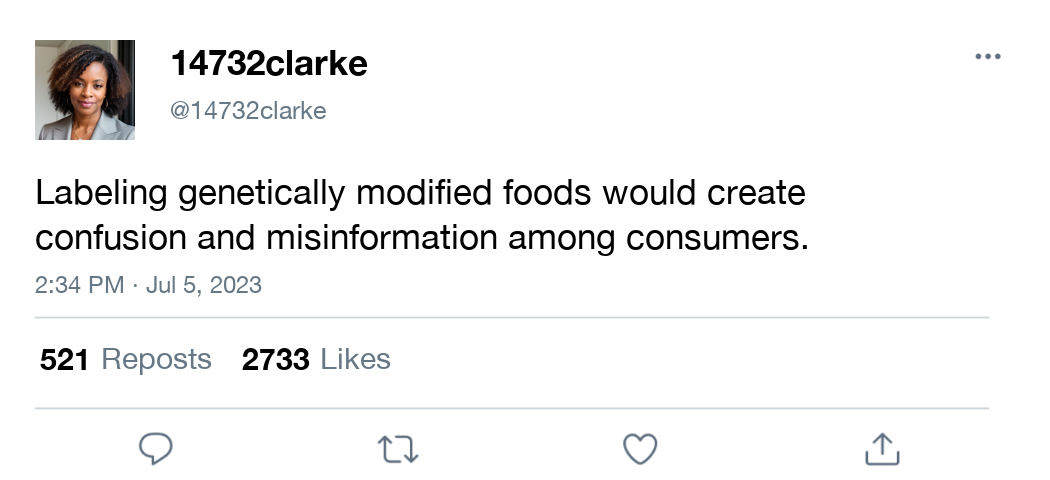 14732clarke
@14732clarke
Labeling genetically modified foods would create
confusion and misinformation among consumers.
2:34 PM · Jul 5, 2023
521 Reposts 2733 Likes